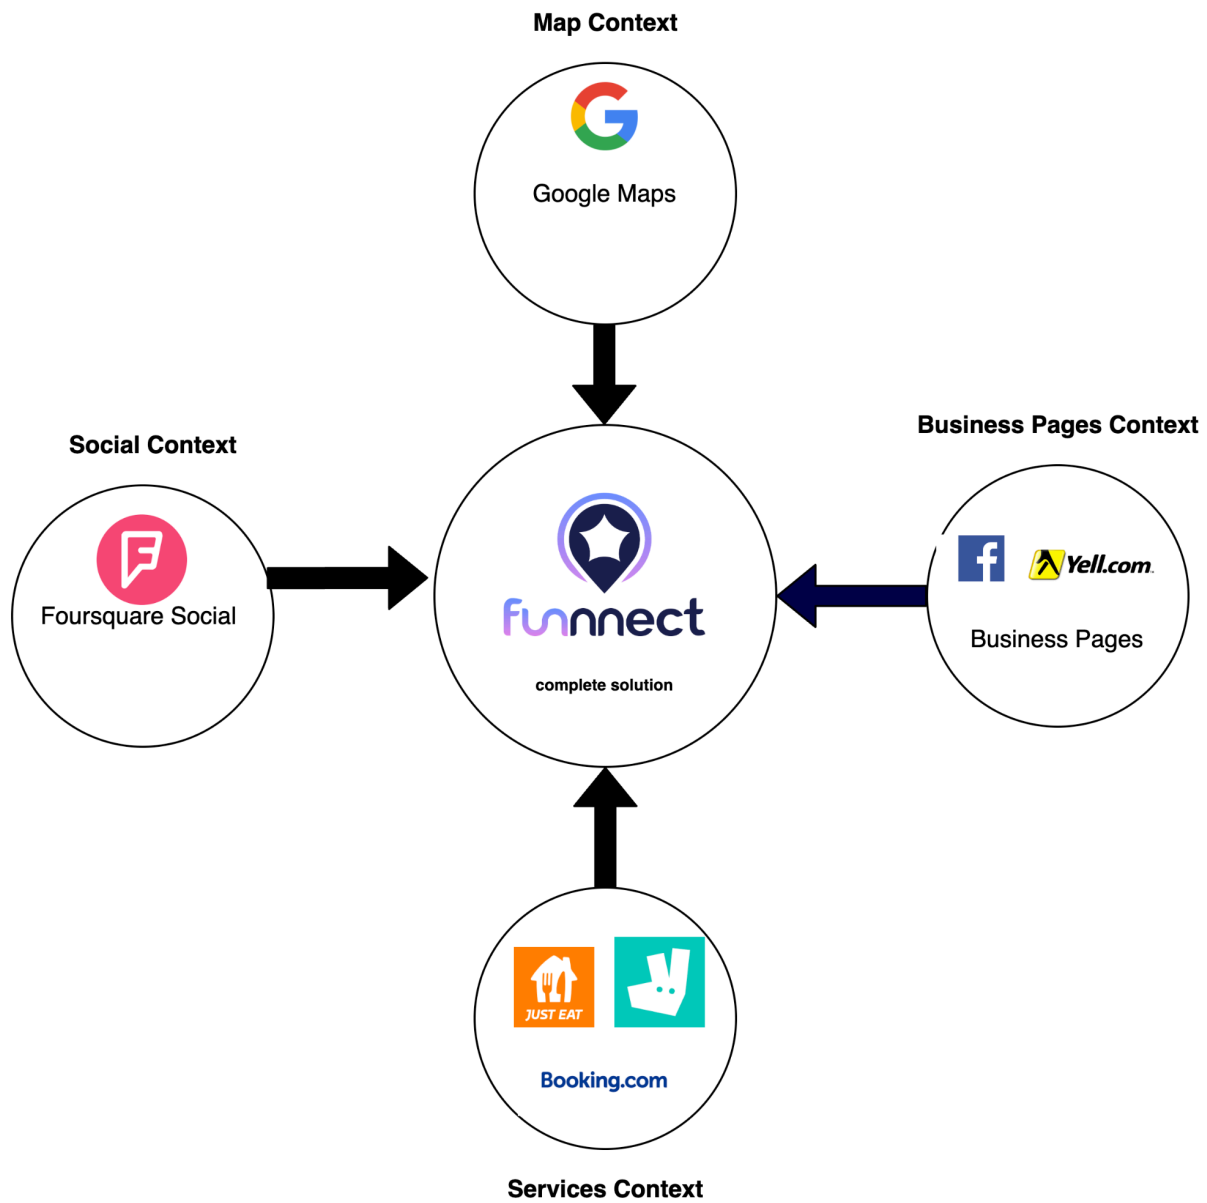 Map Context
Google Maps
Social Context
Foursquare Social
Business Pages Context
Yell.com
Business Pages
funnnect
complete solution
JUST EAT
Booking.com
Services Context